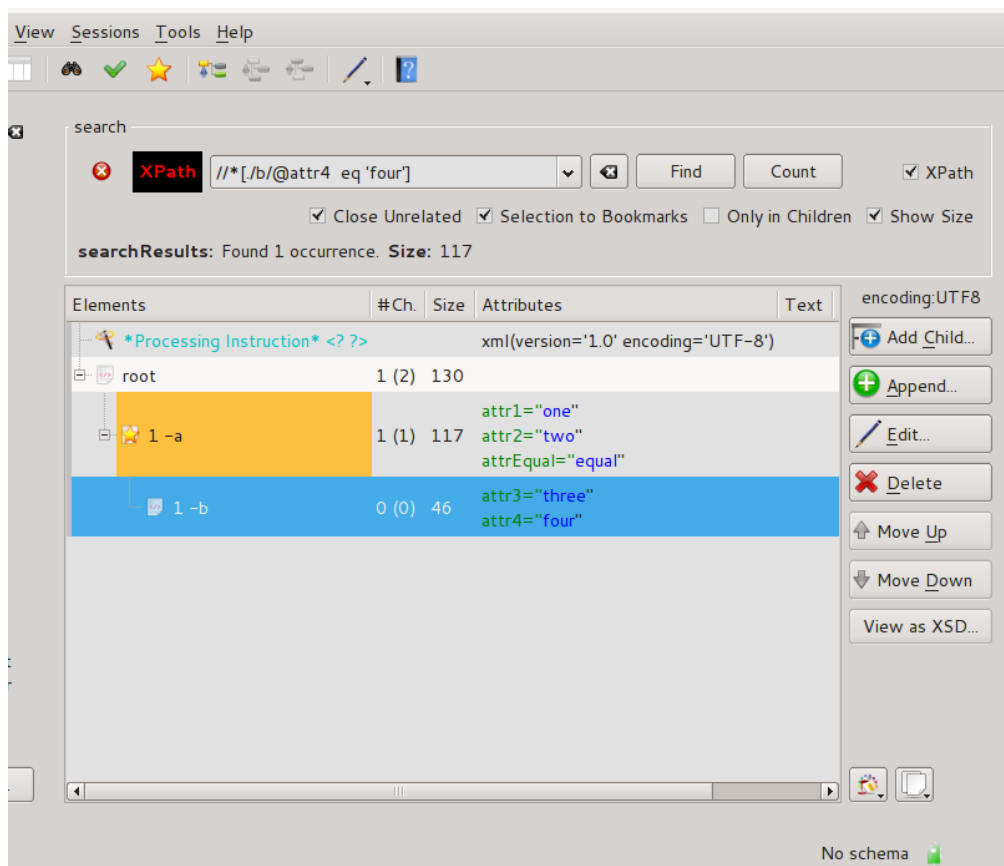 View Sessions Tools Help
search
XPath //*[./b/@attr4 eq 'four'] Find Count XPath
Close Unrelated Selection to Bookmarks Only in Children Show Size
searchResults: Found 1 occurrence. Size: 117
Elements #Ch. Size Attributes Text
*Processing Instruction* <? ?> xml(version='1.0' encoding='UTF-8')
root 1 (2) 130
1 -a 1 (1) 117
attr1="one"
attr2="two"
attrEqual="equal"
1 -b 0 (0) 46
attr3="three"
attr4="four"
encoding:UTF8
Add Child...
Append...
Edit...
Delete
Move Up
Move Down
View as XSD...
No schema